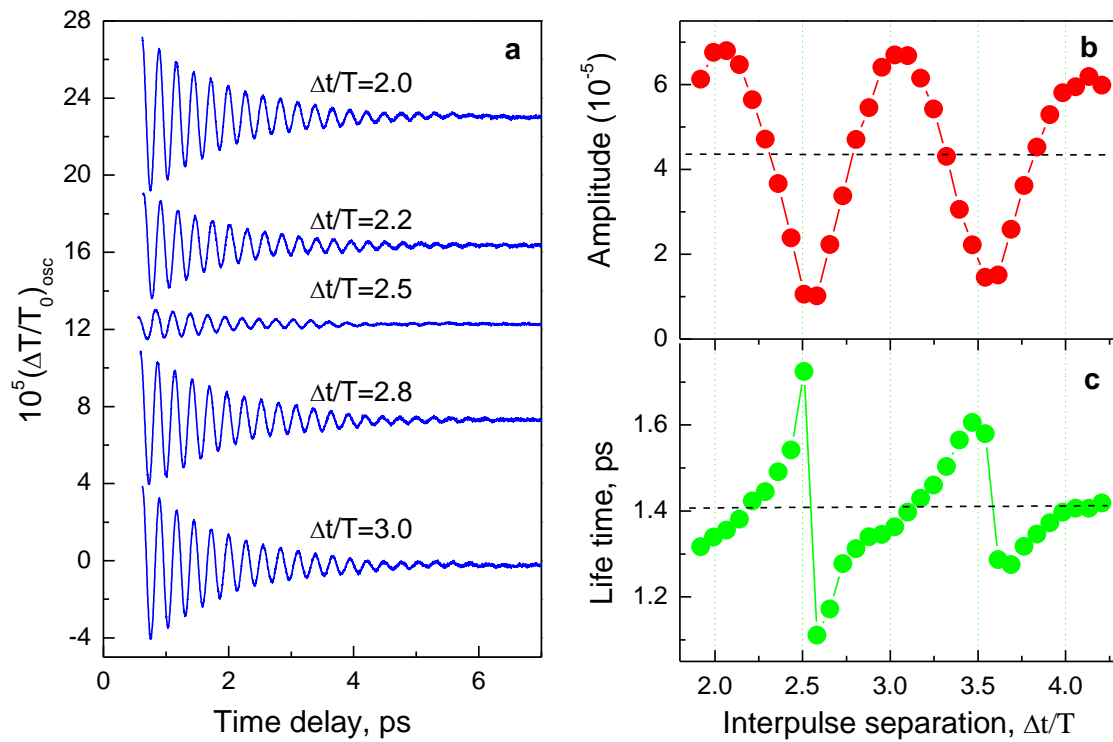 a
28
24
20
16
12
8
4
0
-4
10⁵(ΔT/T₀)osc
Δt/T=2.0
Δt/T=2.2
Δt/T=2.5
Δt/T=2.8
Δt/T=3.0
0 2 4 6
Time delay, ps
b
6
4
2
0
Amplitude (10⁻⁵)
c
1.6
1.4
1.2
Life time, ps
2.0 2.5 3.0 3.5 4.0
Interpulse separation, Δt/T